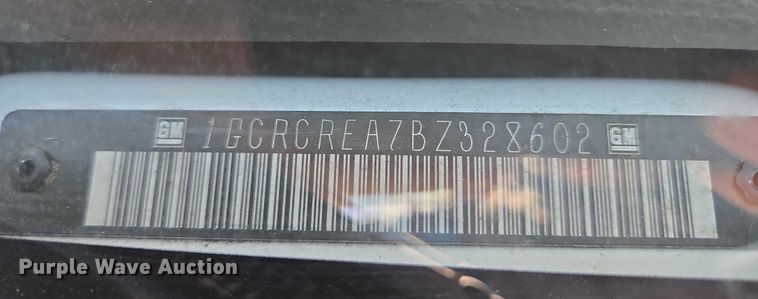 GM 1GCRCREA7BZ328602 GM
Purple Wave Auction